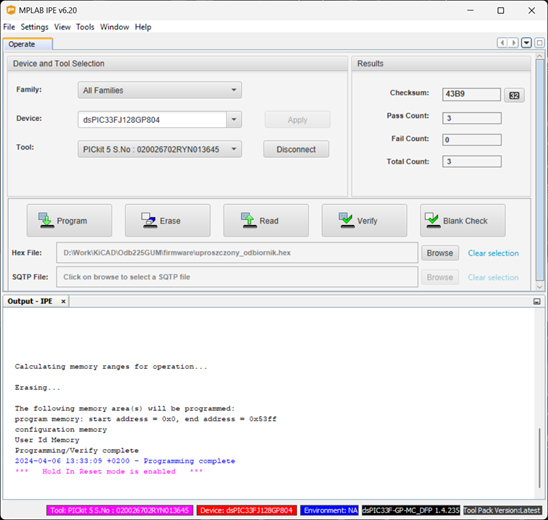 MPLAB IPE v6.20
File Settings View Tools Window Help
Operate
Device and Tool Selection
Results
Family:
All Families
Checksum:
43B9
32
Device:
dsPIC33FJ128GP804
Apply
Pass Count:
3
Fail Count:
0
Tool:
PICkit 5 S.No : 020026702RYN013645
Disconnect
Total Count:
3
Program
Erase
Read
Verify
Blank Check
Hex File:
D:\Work\KiCAD\Odb225GUM\firmware\uproszczony_odbiornik.hex
Browse
Clear selection
SQTP File:
Click on browse to select a SQTP file
Browse
Clear selection
Output - IPE ×
Calculating memory ranges for operation...
Erasing...
The following memory area(s) will be programmed:
program memory: start address = 0x0, end address = 0x53ff
configuration memory
User Id Memory
Programming/Verify complete
2024-04-06 13:33:09 +0200 - Programming complete
*** Hold In Reset mode is enabled ***
Tool: PICkit 5 S.No : 020026702RYN013645
Device: dsPIC33FJ128GP804
Environment: NA
dsPIC33F-GP-MC_DFP 1.4.235
Tool Pack Version:Latest